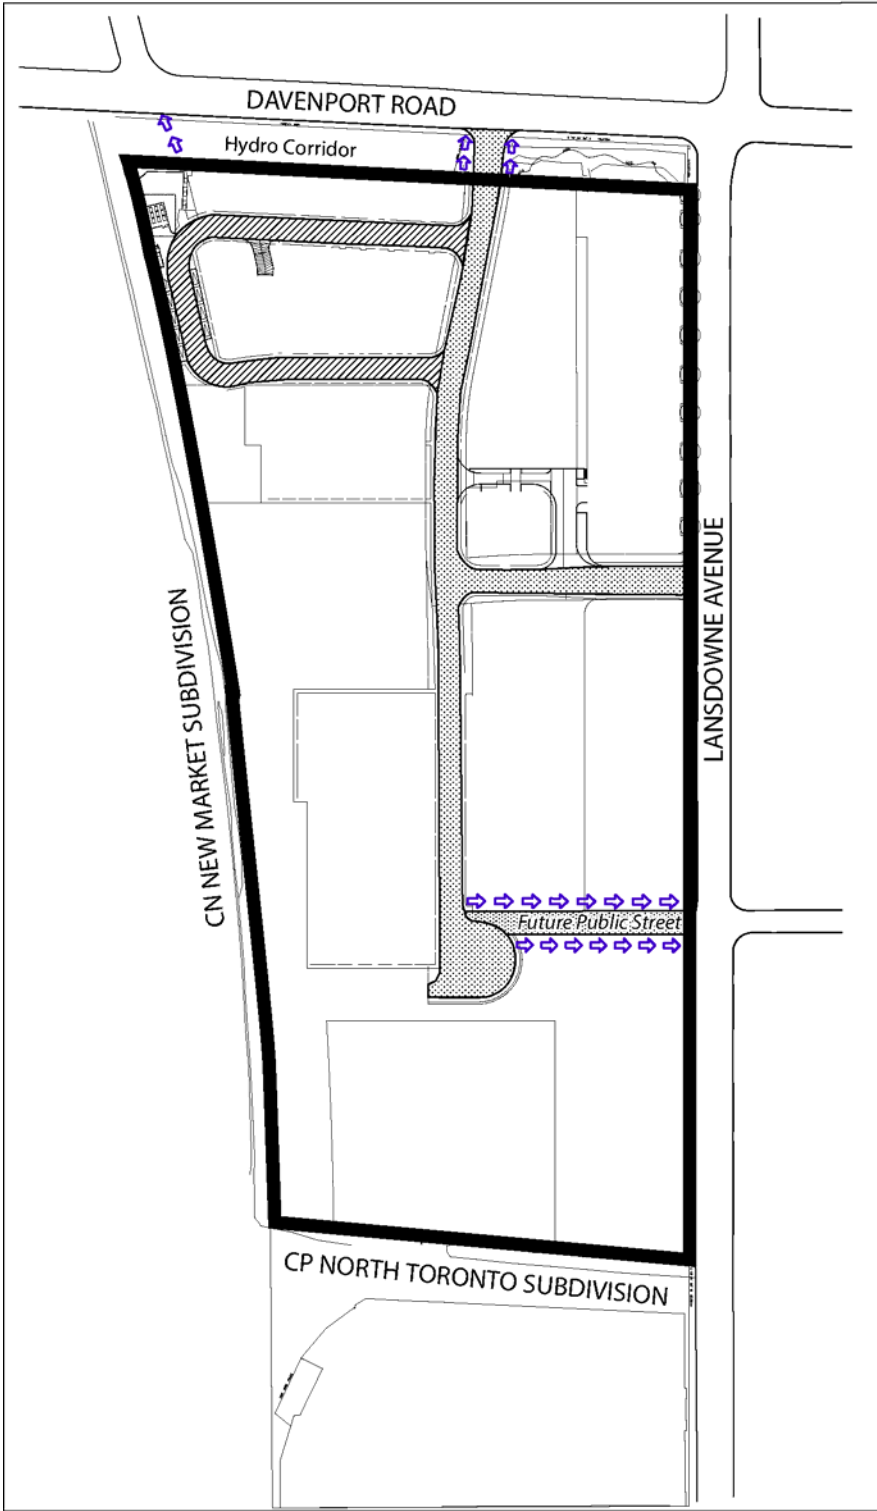 DAVENPORT ROAD
Hydro Corridor
CN NEW MARKET SUBDIVISION
LANSDOWNE AVENUE
Future Public Street
CP NORTH TORONTO SUBDIVISION